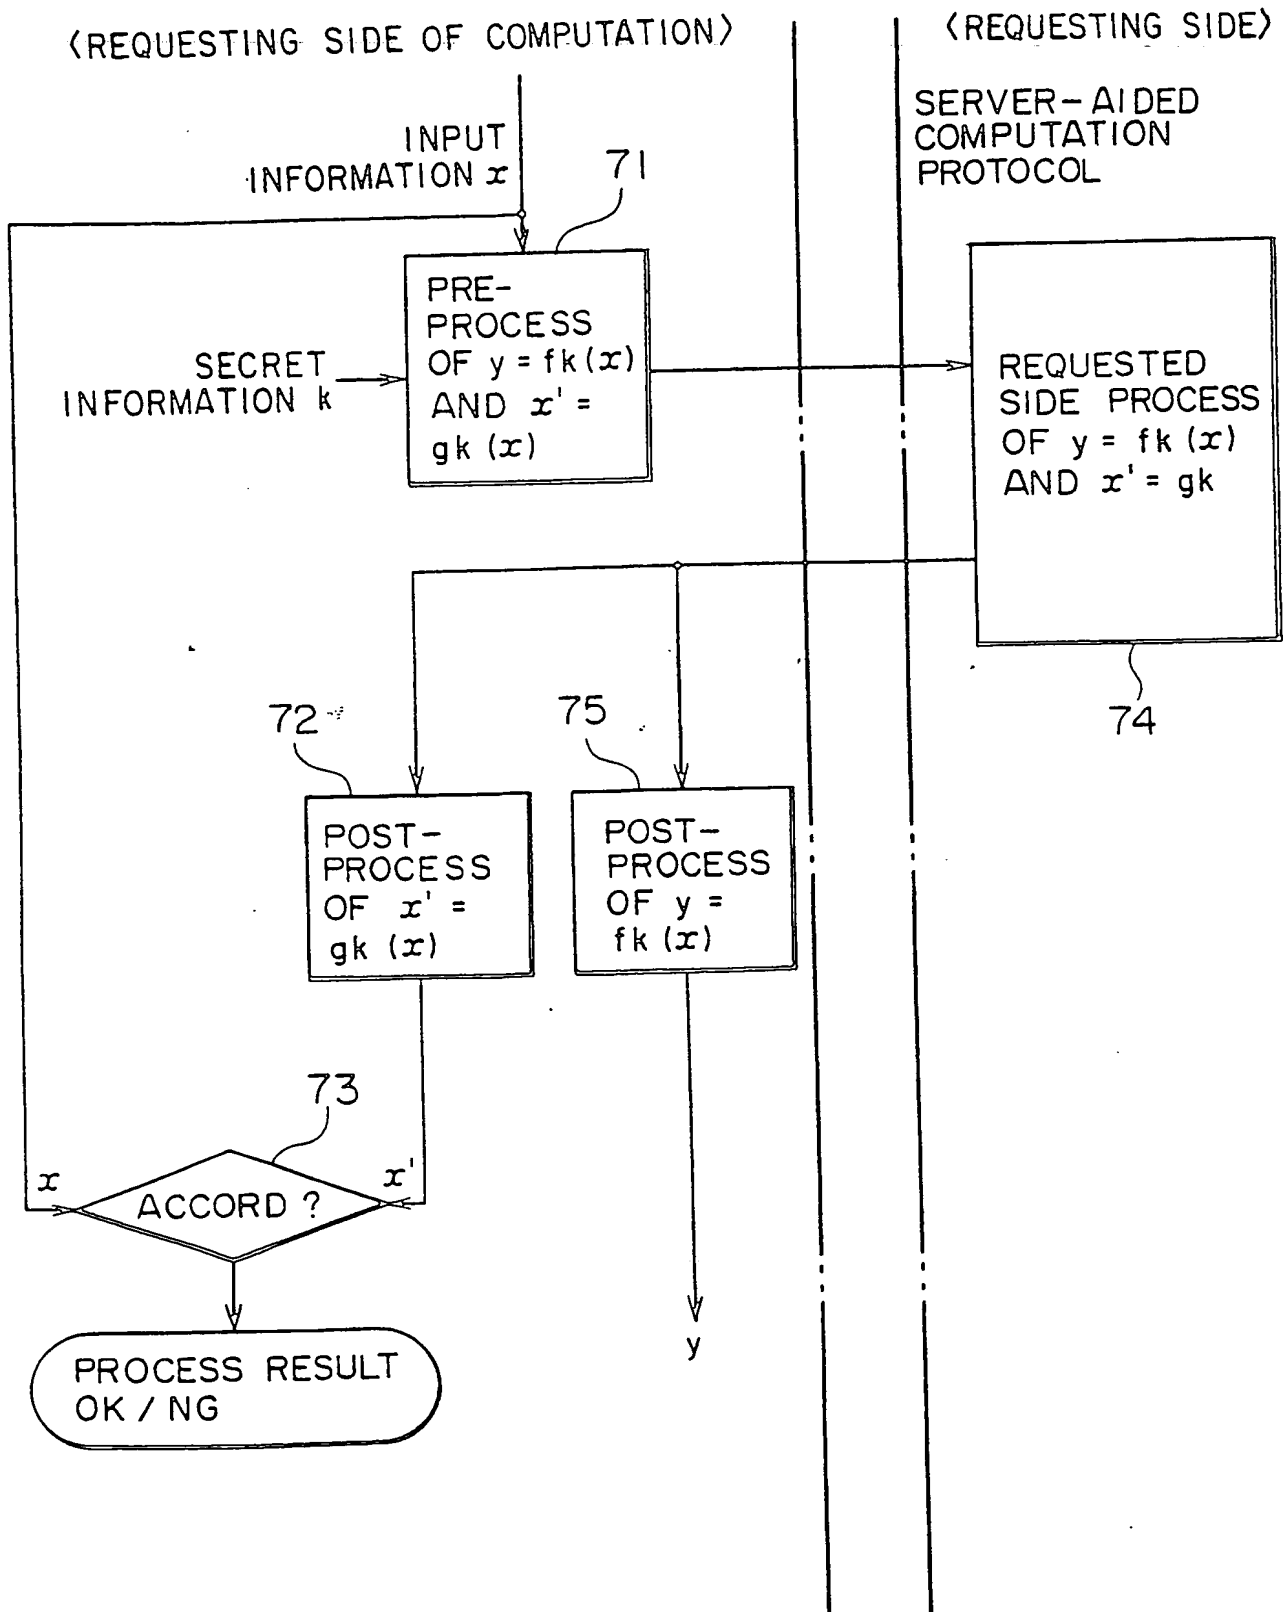 〈REQUESTING SIDE OF COMPUTATION〉
〈REQUESTING SIDE〉
SERVER-AIDED
COMPUTATION
PROTOCOL
INPUT
INFORMATION x
71
PRE-
PROCESS
OF y = fk (x)
AND x' =
gk (x)
SECRET
INFORMATION k
REQUESTED
SIDE PROCESS
OF y = fk (x)
AND x' = gk
74
72
POST-
PROCESS
OF x' =
gk (x)
75
POST-
PROCESS
OF y =
fk (x)
73
x
x'
ACCORD ?
y
PROCESS RESULT
OK / NG